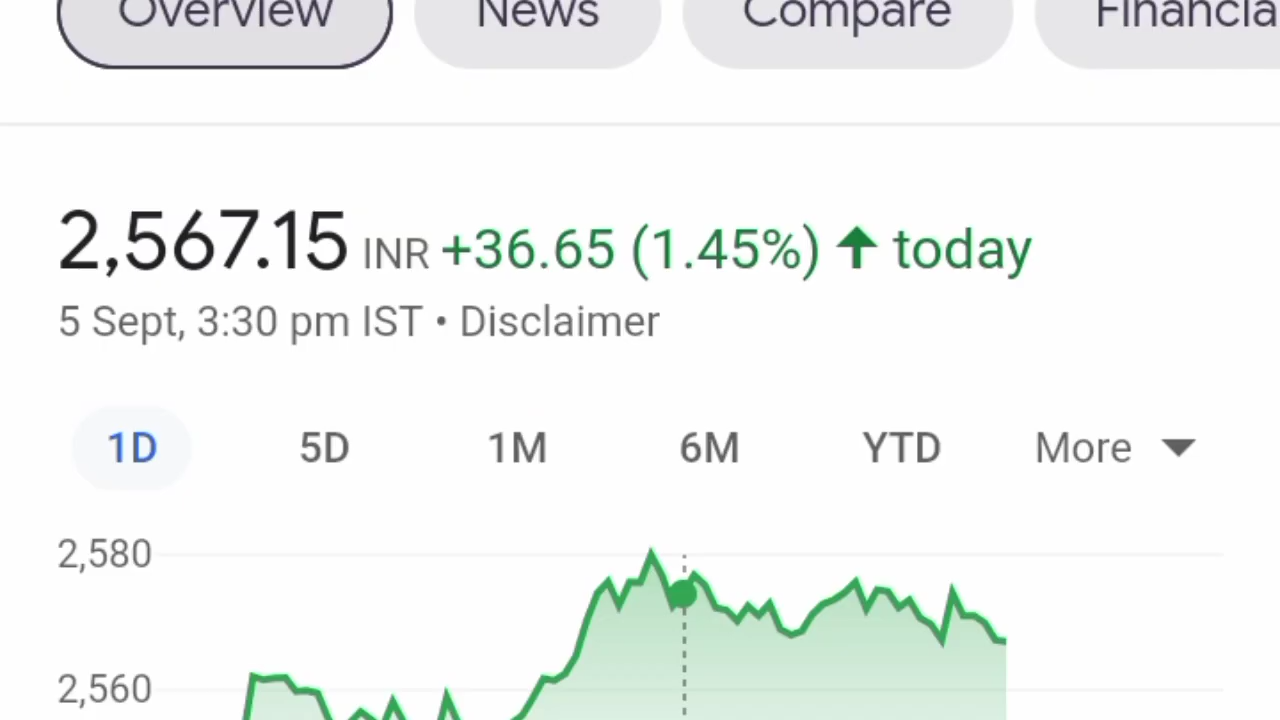 Overview News Compare Financia
2,567.15 INR +36.65 (1.45%) ↑ today
5 Sept, 3:30 pm IST • Disclaimer
1D 5D 1M 6M YTD More
2,580
2,560